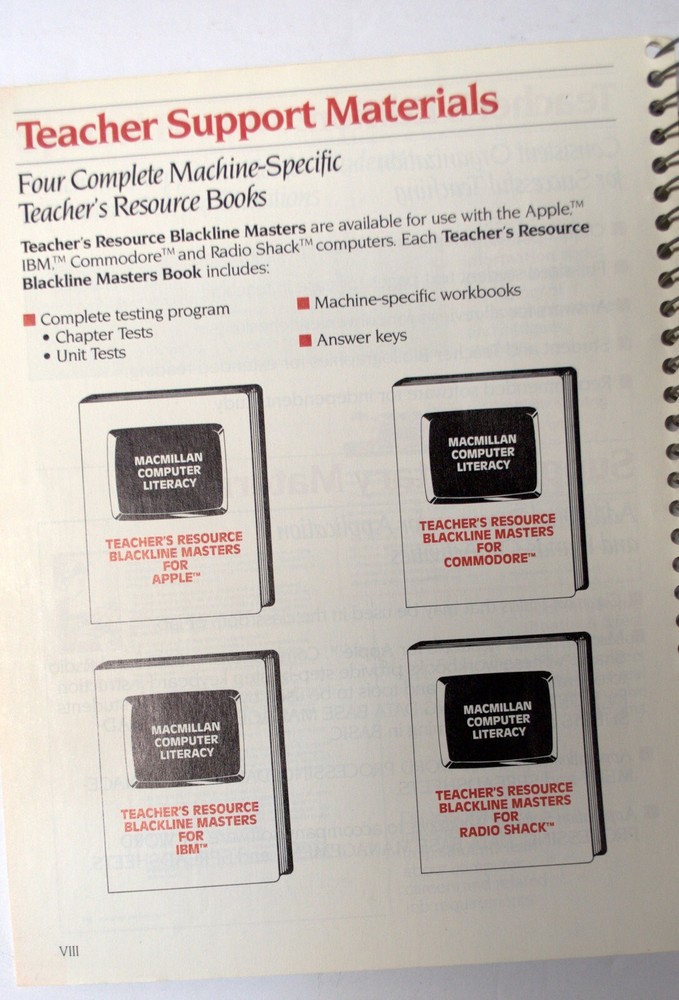 Teacher Support Materials
Four Complete Machine-Specific
Teacher's Resource Books
Teacher's Resource Blackline Masters are available for use with the Apple,™
IBM,™ Commodore™ and Radio Shack™ computers. Each Teacher's Resource
Blackline Masters Book includes:
■ Complete testing program
• Chapter Tests
• Unit Tests
■ Machine-specific workbooks
■ Answer keys
MACMILLAN
COMPUTER
LITERACY
TEACHER'S RESOURCE
BLACKLINE MASTERS
FOR
APPLE™
MACMILLAN
COMPUTER
LITERACY
TEACHER'S RESOURCE
BLACKLINE MASTERS
FOR
COMMODORE™
MACMILLAN
COMPUTER
LITERACY
TEACHER'S RESOURCE
BLACKLINE MASTERS
FOR
IBM™
MACMILLAN
COMPUTER
LITERACY
TEACHER'S RESOURCE
BLACKLINE MASTERS
FOR
RADIO SHACK™
VIII